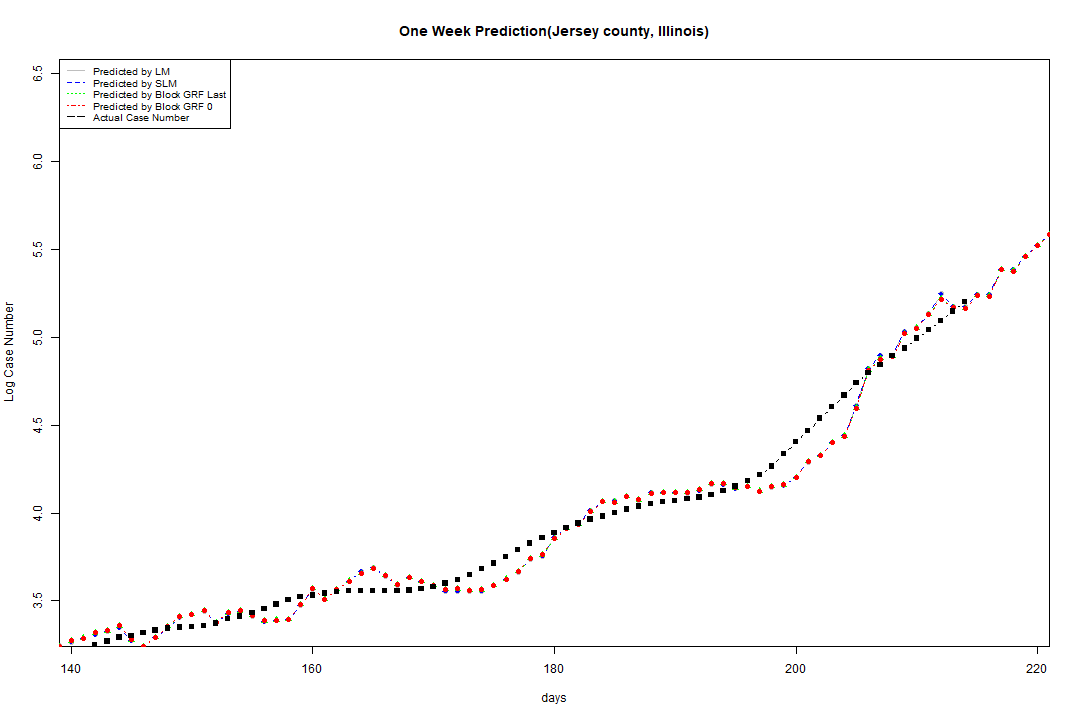 One Week Prediction(Jersey county, Illinois)
Predicted by LM
Predicted by SLM
Predicted by Block GRF Last
Predicted by Block GRF 0
Actual Case Number
Log Case Number
6.5
6.0
5.5
5.0
4.5
4.0
3.5
140 160 180 200 220
days